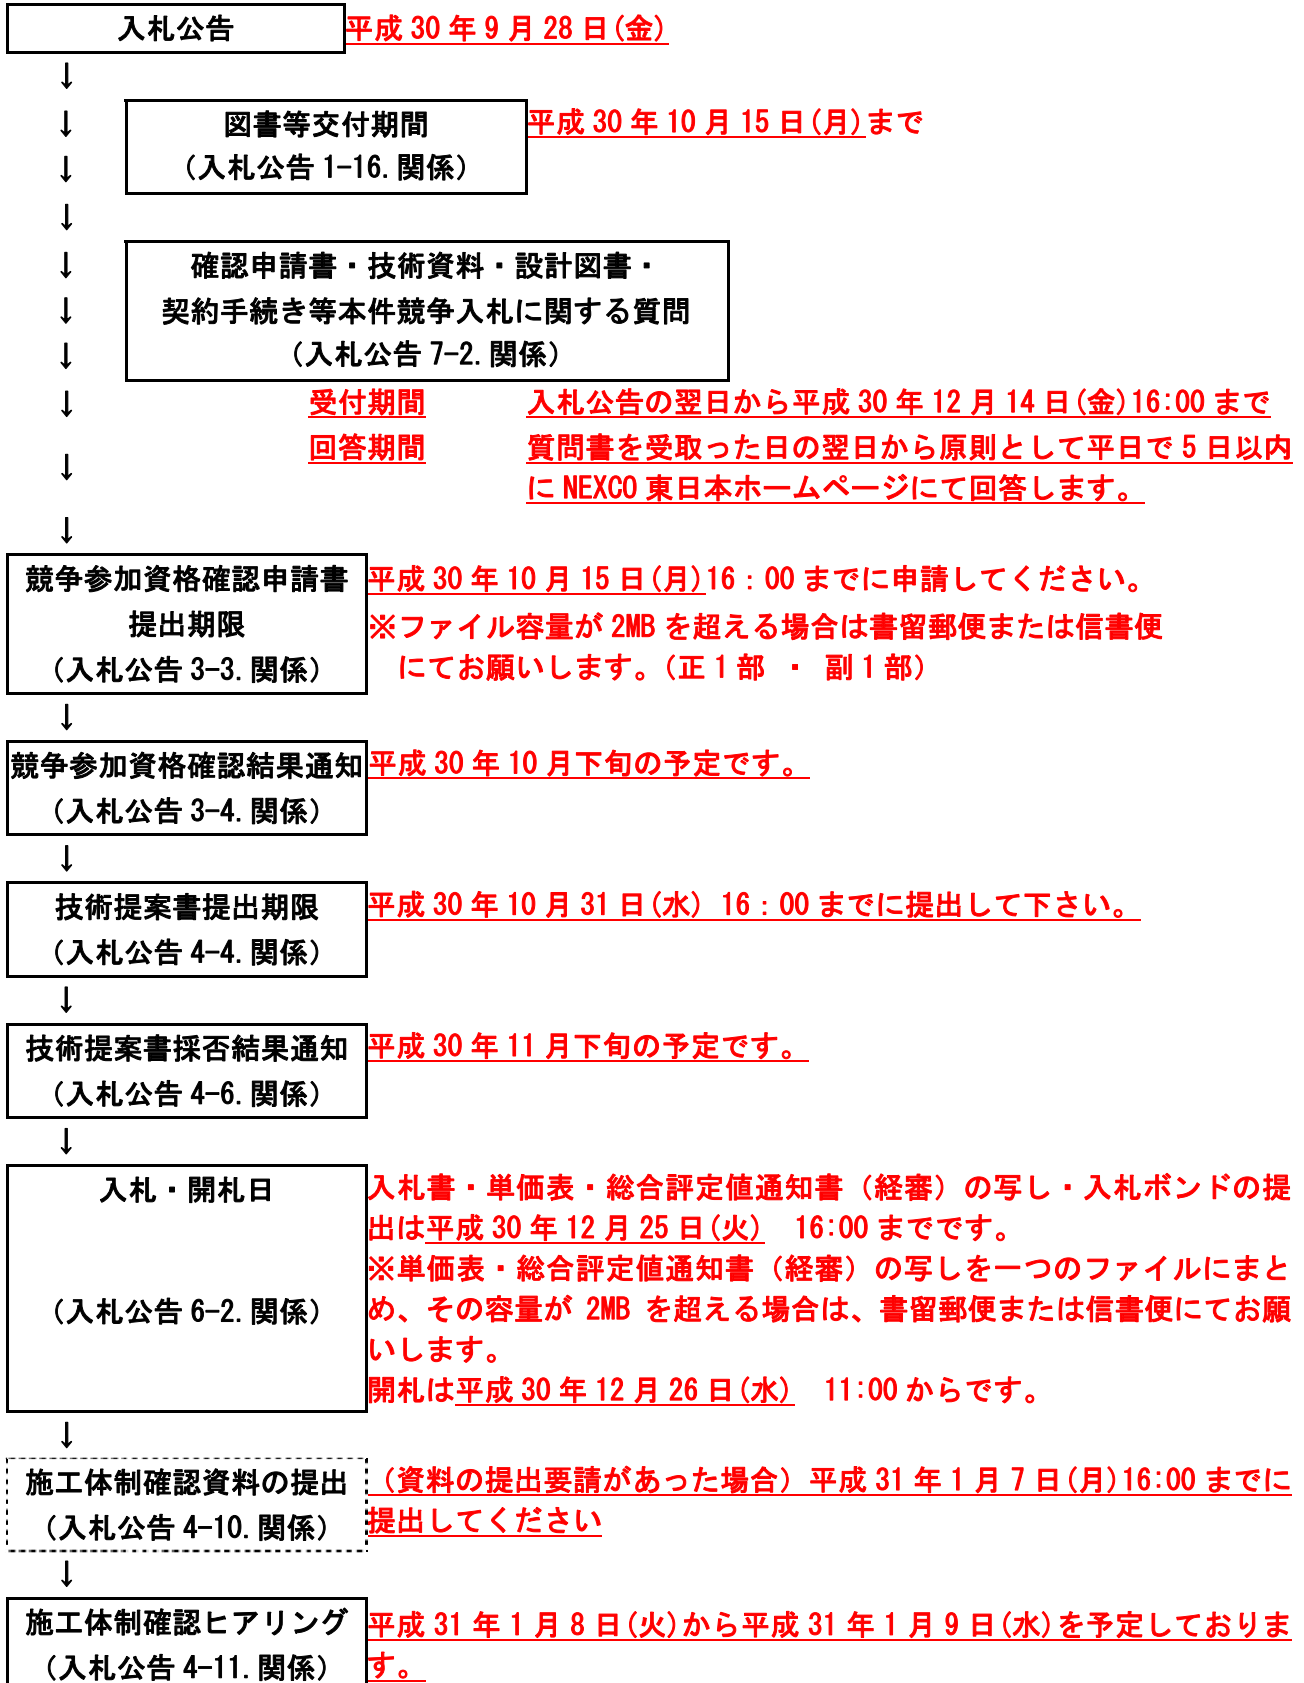 入札公告 平成 30 年 9 月 28 日(金)
↓
↓ 図書等交付期間 平成 30 年 10 月 15 日(月)まで
↓ (入札公告 1-16.関係)
↓
↓ 確認申請書・技術資料・設計図書・
↓ 契約手続き等本件競争入札に関する質問
↓ (入札公告 7-2.関係)
↓ 受付期間 入札公告の翌日から平成 30 年 12 月 14 日(金)16:00 まで
回答期間 質問書を受取った日の翌日から原則として平日で 5 日以内
↓
に NEXCO 東日本ホームページにて回答します。
↓
競争参加資格確認申請書 平成 30 年 10 月 15 日(月)16:00 までに申請してください。
提出期限 ※ファイル容量が 2MB を超える場合は書留郵便または信書便
(入札公告 3-3.関係) にてお願いします。(正 1 部 ・ 副 1 部)
↓
競争参加資格確認結果通知 平成 30 年 10 月下旬の予定です。
(入札公告 3-4.関係)
↓
技術提案書提出期限 平成 30 年 10 月 31 日(水) 16:00 までに提出して下さい。
(入札公告 4-4.関係)
↓
技術提案書採否結果通知 平成 30 年 11 月下旬の予定です。
(入札公告 4-6.関係)
↓
入札・開札日 入札書・単価表・総合評定値通知書(経審)の写し・入札ボンドの提
出は平成 30 年 12 月 25 日(火) 16:00 までです。
※単価表・総合評定値通知書(経審)の写しを一つのファイルにまと
(入札公告 6-2.関係) め、その容量が 2MB を超える場合は、書留郵便または信書便にてお願
いします。
開札は平成 30 年 12 月 26 日(水) 11:00 からです。
↓
施工体制確認資料の提出 (資料の提出要請があった場合)平成 31 年 1 月 7 日(月)16:00 までに
(入札公告 4-10.関係) 提出してください
↓
施工体制確認ヒアリング 平成 31 年 1 月 8 日(火)から平成 31 年 1 月 9 日(水)を予定しておりま
(入札公告 4-11.関係) す。